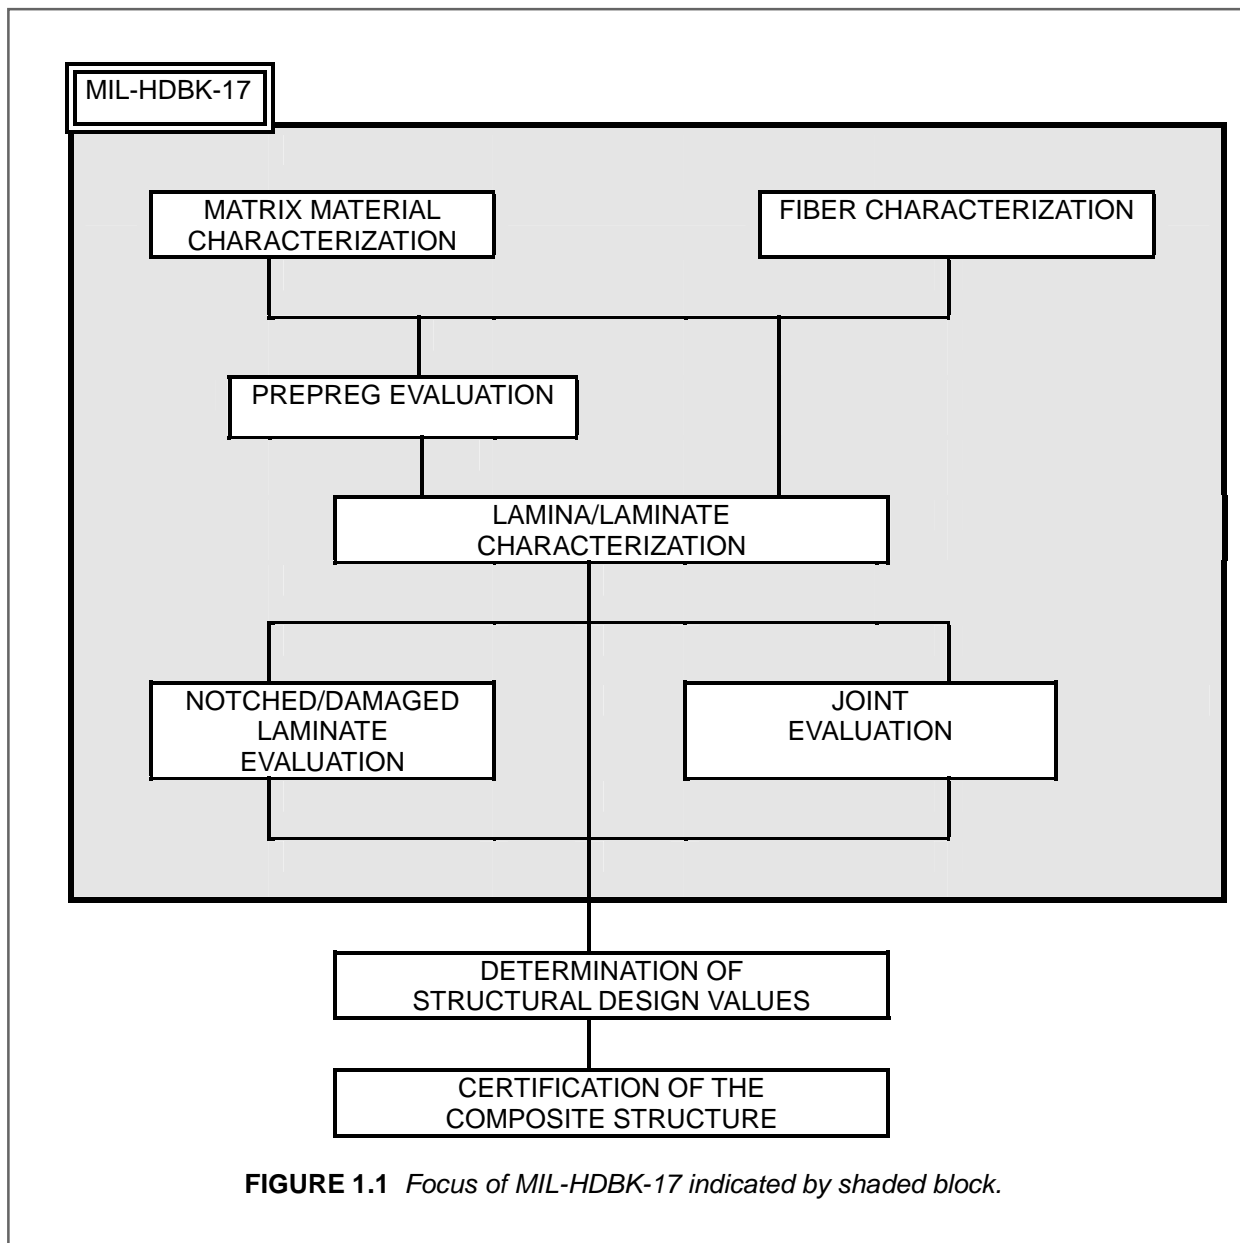 MIL-HDBK-17
MATRIX MATERIAL
CHARACTERIZATION
FIBER CHARACTERIZATION
PREPREG EVALUATION
LAMINA/LAMINATE
CHARACTERIZATION
NOTCHED/DAMAGED
LAMINATE
EVALUATION
JOINT
EVALUATION
DETERMINATION OF
STRUCTURAL DESIGN VALUES
CERTIFICATION OF THE
COMPOSITE STRUCTURE
FIGURE 1.1 Focus of MIL-HDBK-17 indicated by shaded block.